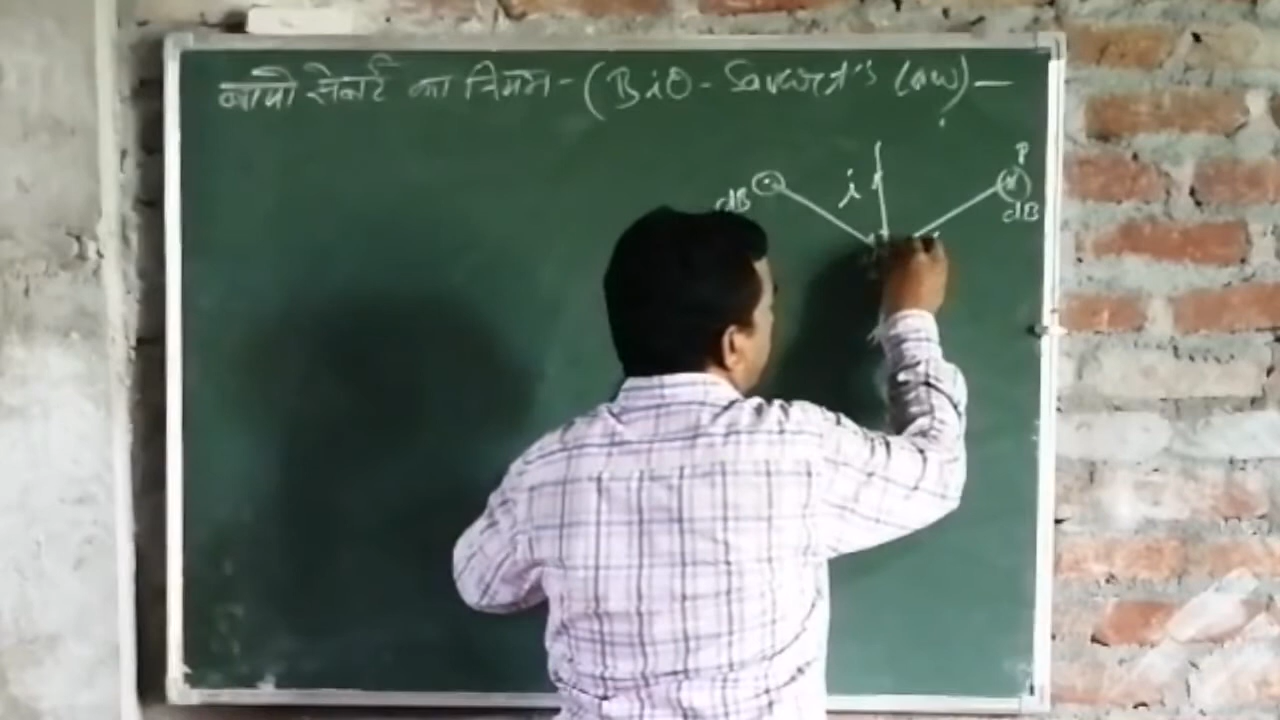 बायो सेवर्ट का नियम - (BiO - Savart's Law) —
P
i
dB
dB